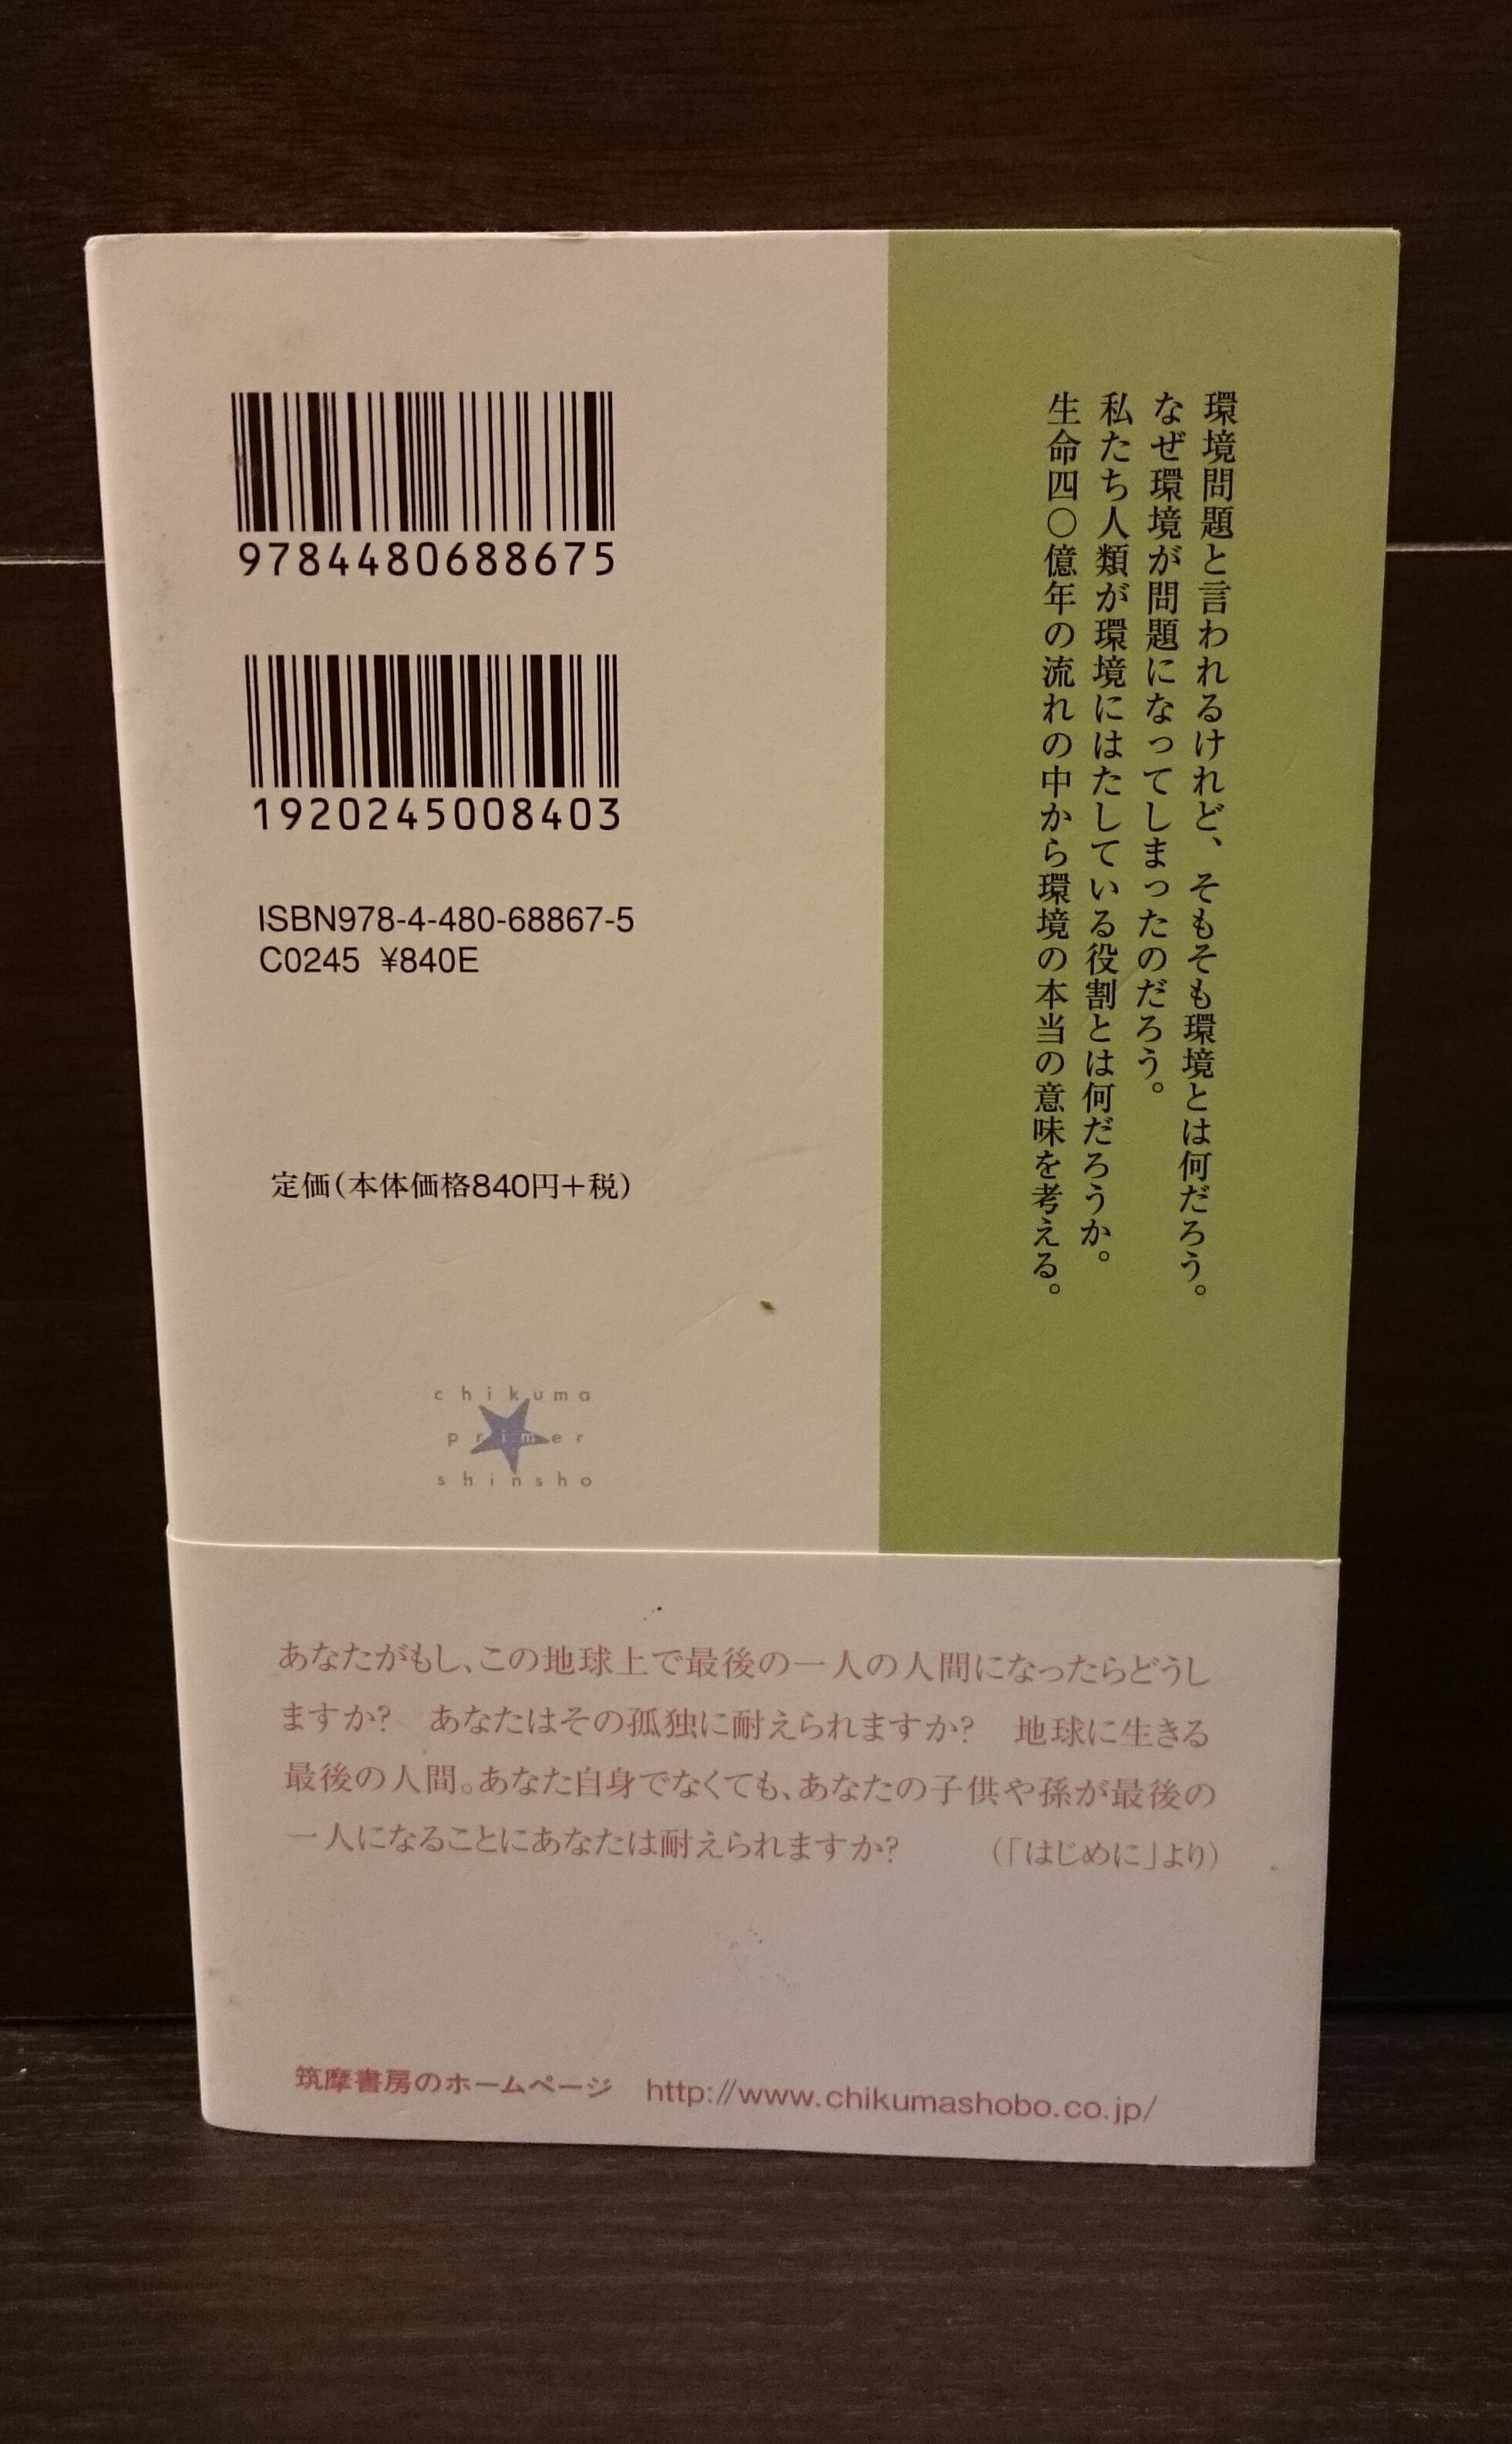 環境問題と言われるけれど、そもそも環境とは何だろう。
なぜ環境が問題になってしまったのだろう。
私たち人類が環境にはたしている役割とは何だろうか。
生命四〇億年の流れの中から環境の本当の意味を考える。
9784480688675
1920245008403
ISBN978-4-480-68867-5
C0245 ¥840E
定価(本体価格840円+税)
chikuma
primer
shinsho
あなたがもし、この地球上で最後の一人の人間になったらどうし
ますか? あなたはその孤独に耐えられますか? 地球に生きる
最後の人間。あなた自身でなくても、あなたの子供や孫が最後の
一人になることにあなたは耐えられますか? (「はじめに」より)
筑摩書房のホームページ http://www.chikumashobo.co.jp/